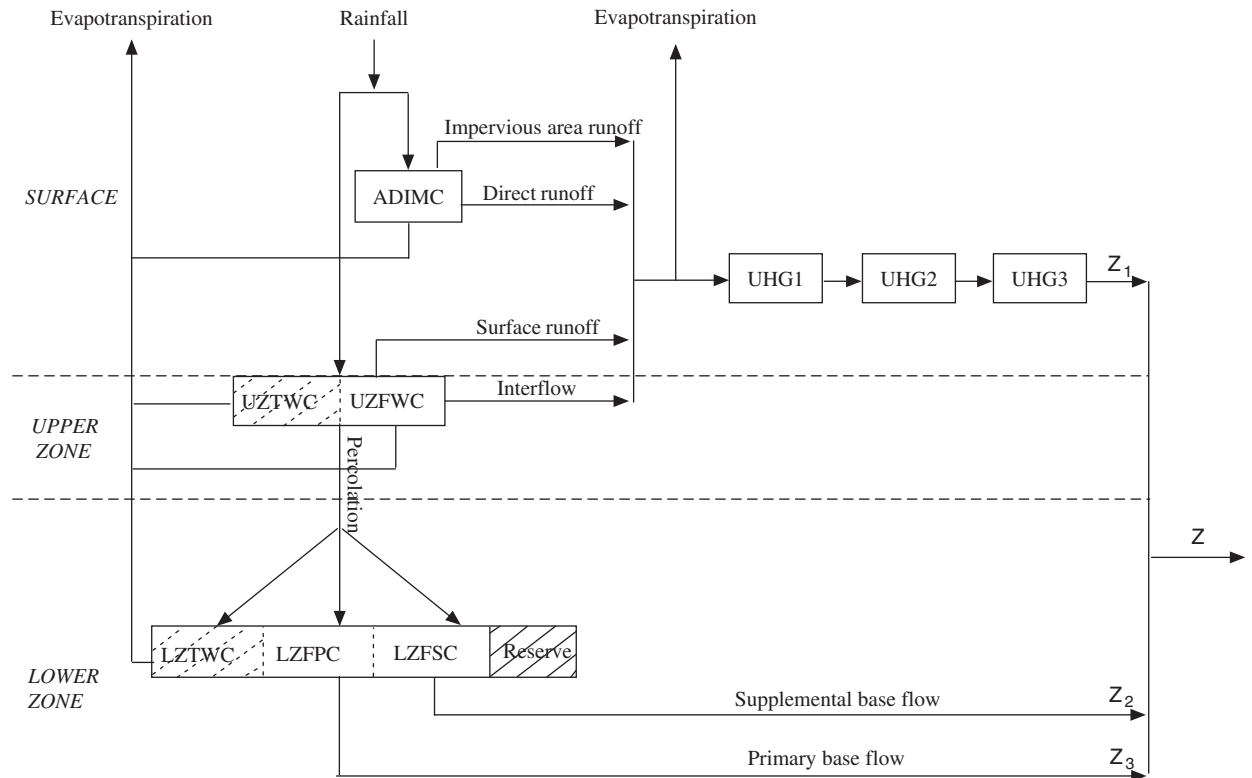 Evapotranspiration
Rainfall
Evapotranspiration
Impervious area runoff
SURFACE
ADIMC
Direct runoff
UHG1
UHG2
UHG3
Z1
Surface runoff
UPPER
ZONE
UZTWC
UZFWC
Interflow
Percolation
Z
LOWER
ZONE
LZTWC
LZFPC
LZFSC
Reserve
Supplemental base flow
Z2
Primary base flow
Z3